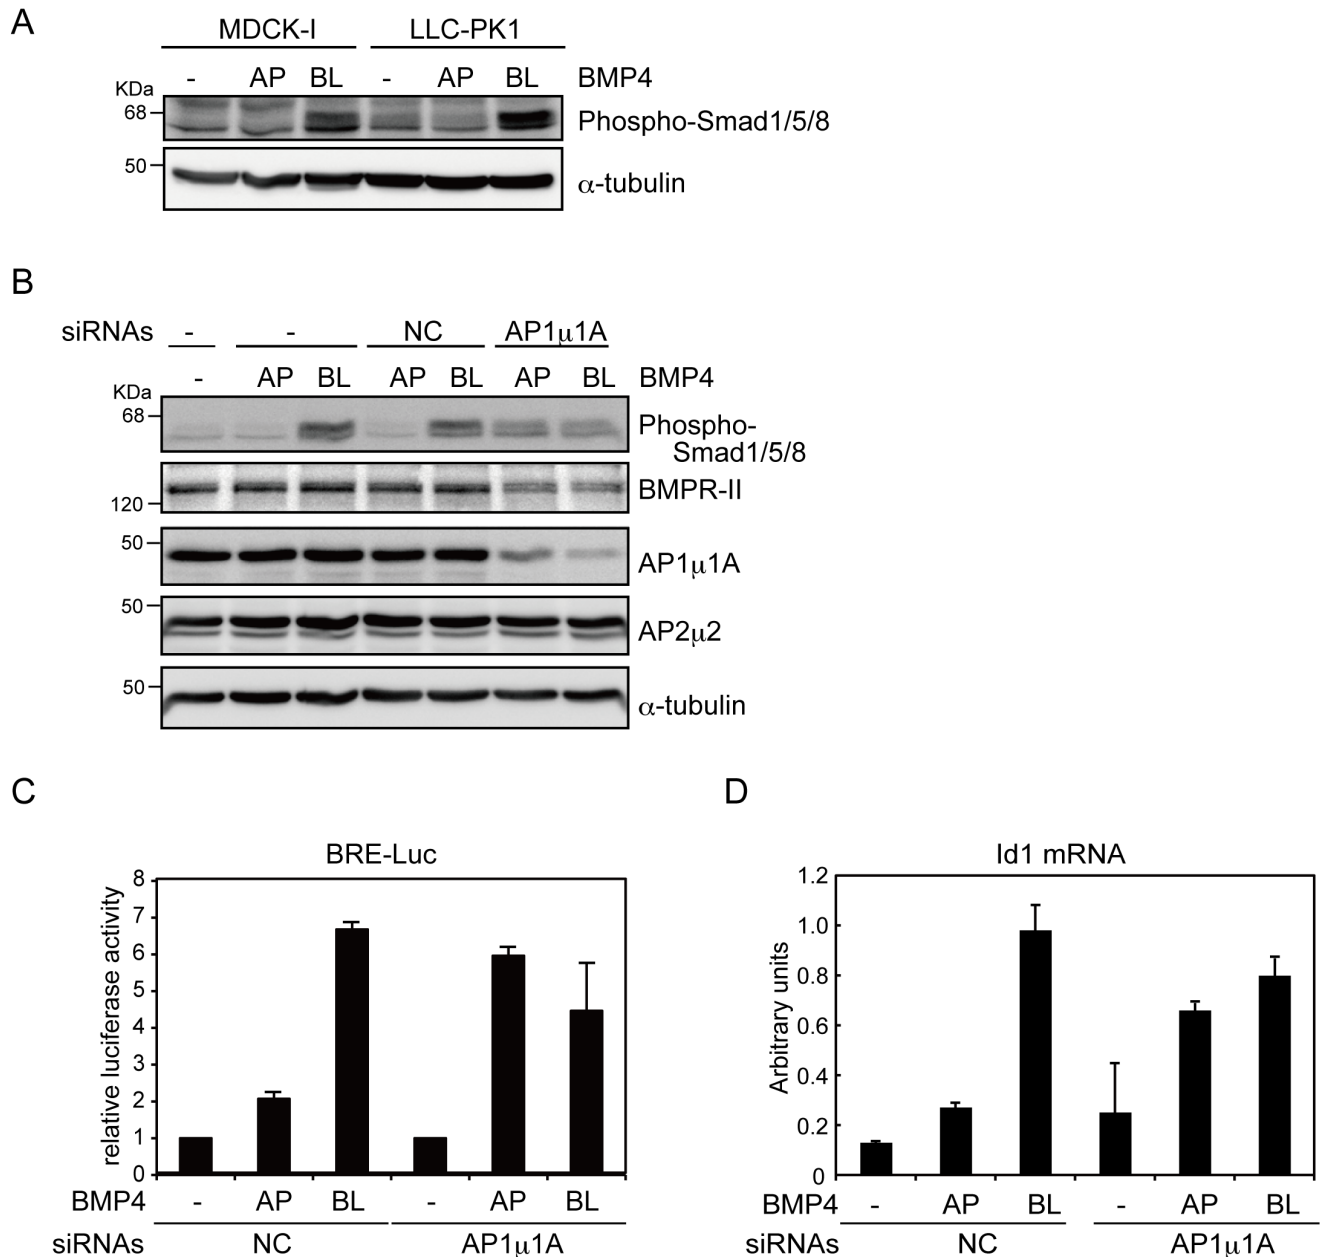 A
MDCK-I LLC-PK1
- AP BL - AP BL BMP4
KDa
68
Phospho-Smad1/5/8
50
α-tubulin
B
siRNAs - - NC AP1μ1A
- AP BL AP BL AP BL BMP4
KDa
68
Phospho-
Smad1/5/8
BMPR-II
120
50
AP1μ1A
50
AP2μ2
50
α-tubulin
C
BRE-Luc
relative luciferase activity
8
7
6
5
4
3
2
1
0
BMP4 - AP BL - AP BL
siRNAs NC AP1μ1A
D
Id1 mRNA
Arbitrary units
1.2
1.0
0.8
0.6
0.4
0.2
0
BMP4 - AP BL - AP BL
siRNAs NC AP1μ1A